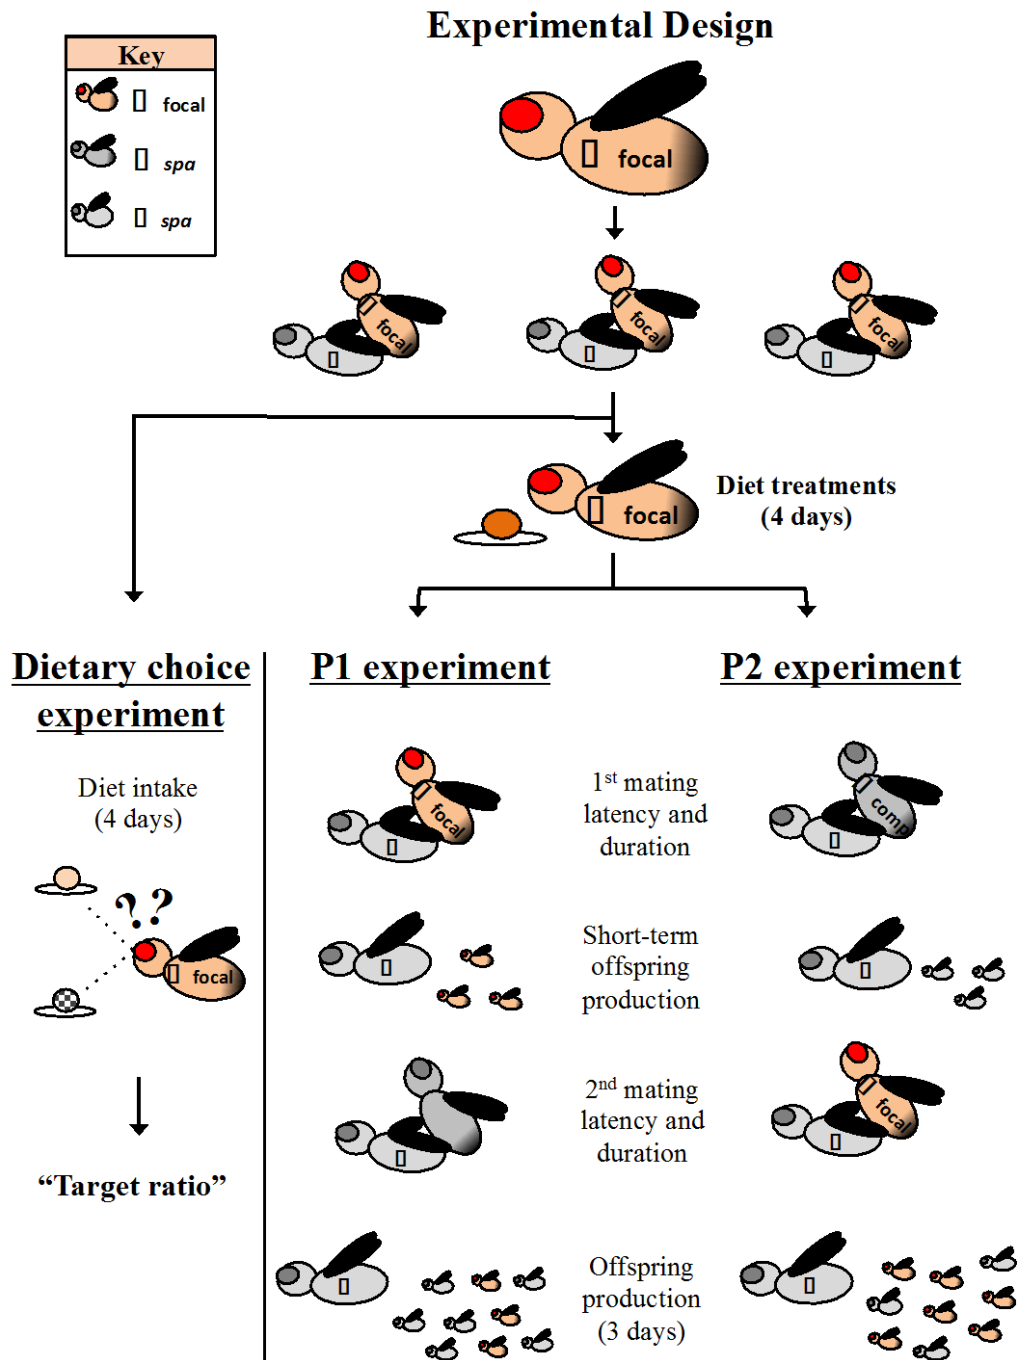 Experimental Design
Key
▯ focal
▯ spa
▯ spa
▯ focal
focal
focal
focal
▯ focal
Diet treatments
(4 days)
Dietary choice
experiment
Diet intake
(4 days)
??
focal
“Target ratio”
P1 experiment
P2 experiment
focal
1st mating
latency and
duration
comp
Short-term
offspring
production
2nd mating
latency and
duration
focal
Offspring
production
(3 days)